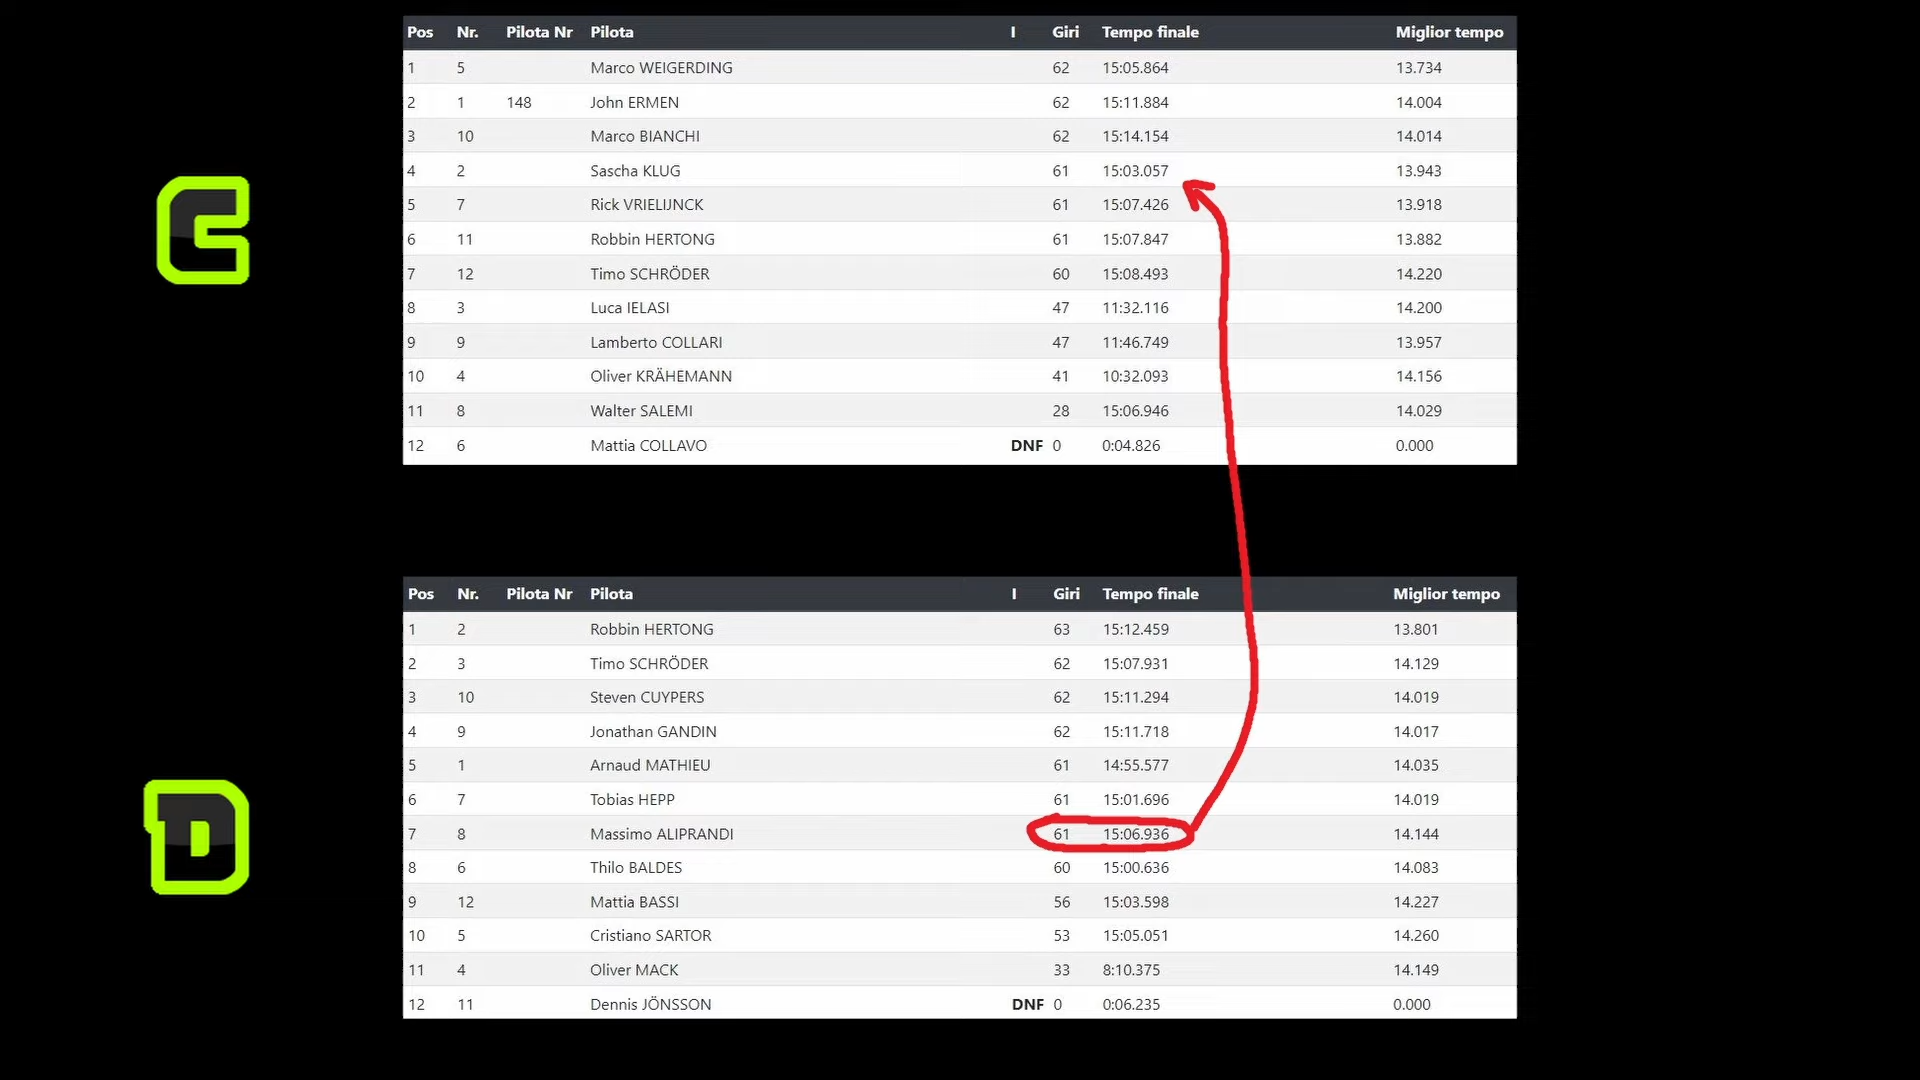 Pos Nr. Pilota Nr Pilota I Giri Tempo finale Miglior tempo
1 5 Marco WEIGERDING 62 15:05.864 13.734
2 1 148 John ERMEN 62 15:11.884 14.004
3 10 Marco BIANCHI 62 15:14.154 14.014
4 2 Sascha KLUG 61 15:03.057 13.943
5 7 Rick VRIELIJNCK 61 15:07.426 13.918
6 11 Robbin HERTONG 61 15:07.847 13.882
7 12 Timo SCHRÖDER 60 15:08.493 14.220
8 3 Luca IELASI 47 11:32.116 14.200
9 9 Lamberto COLLARI 47 11:46.749 13.957
10 4 Oliver KRÄHEMANN 41 10:32.093 14.156
11 8 Walter SALEMI 28 15:06.946 14.029
12 6 Mattia COLLAVO DNF 0 0:04.826 0.000
Pos Nr. Pilota Nr Pilota I Giri Tempo finale Miglior tempo
1 2 Robbin HERTONG 63 15:12.459 13.801
2 3 Timo SCHRÖDER 62 15:07.931 14.129
3 10 Steven CUYPERS 62 15:11.294 14.019
4 9 Jonathan GANDIN 62 15:11.718 14.017
5 1 Arnaud MATHIEU 61 14:55.577 14.035
6 7 Tobias HEPP 61 15:01.696 14.019
7 8 Massimo ALIPRANDI 61 15:06.936 14.144
8 6 Thilo BALDES 60 15:00.636 14.083
9 12 Mattia BASSI 56 15:03.598 14.227
10 5 Cristiano SARTOR 53 15:05.051 14.260
11 4 Oliver MACK 33 8:10.375 14.149
12 11 Dennis JÖNSSON DNF 0 0:06.235 0.000
C
D